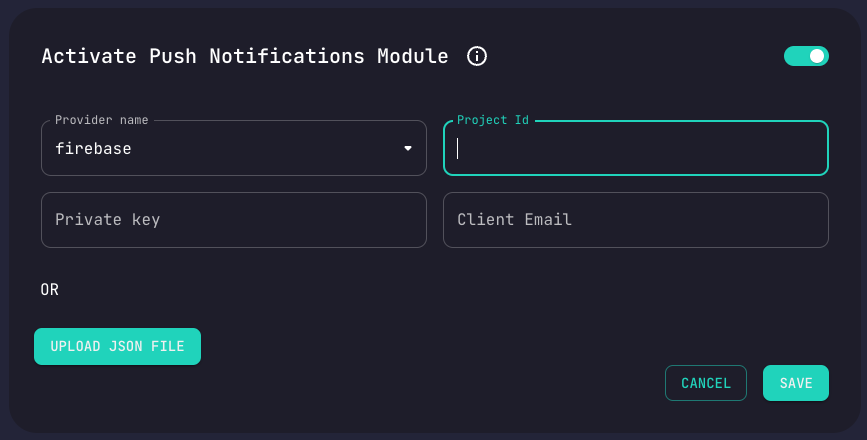 Activate Push Notifications Module
Provider name
firebase
Project Id
Private key
Client Email
OR
UPLOAD JSON FILE
CANCEL
SAVE